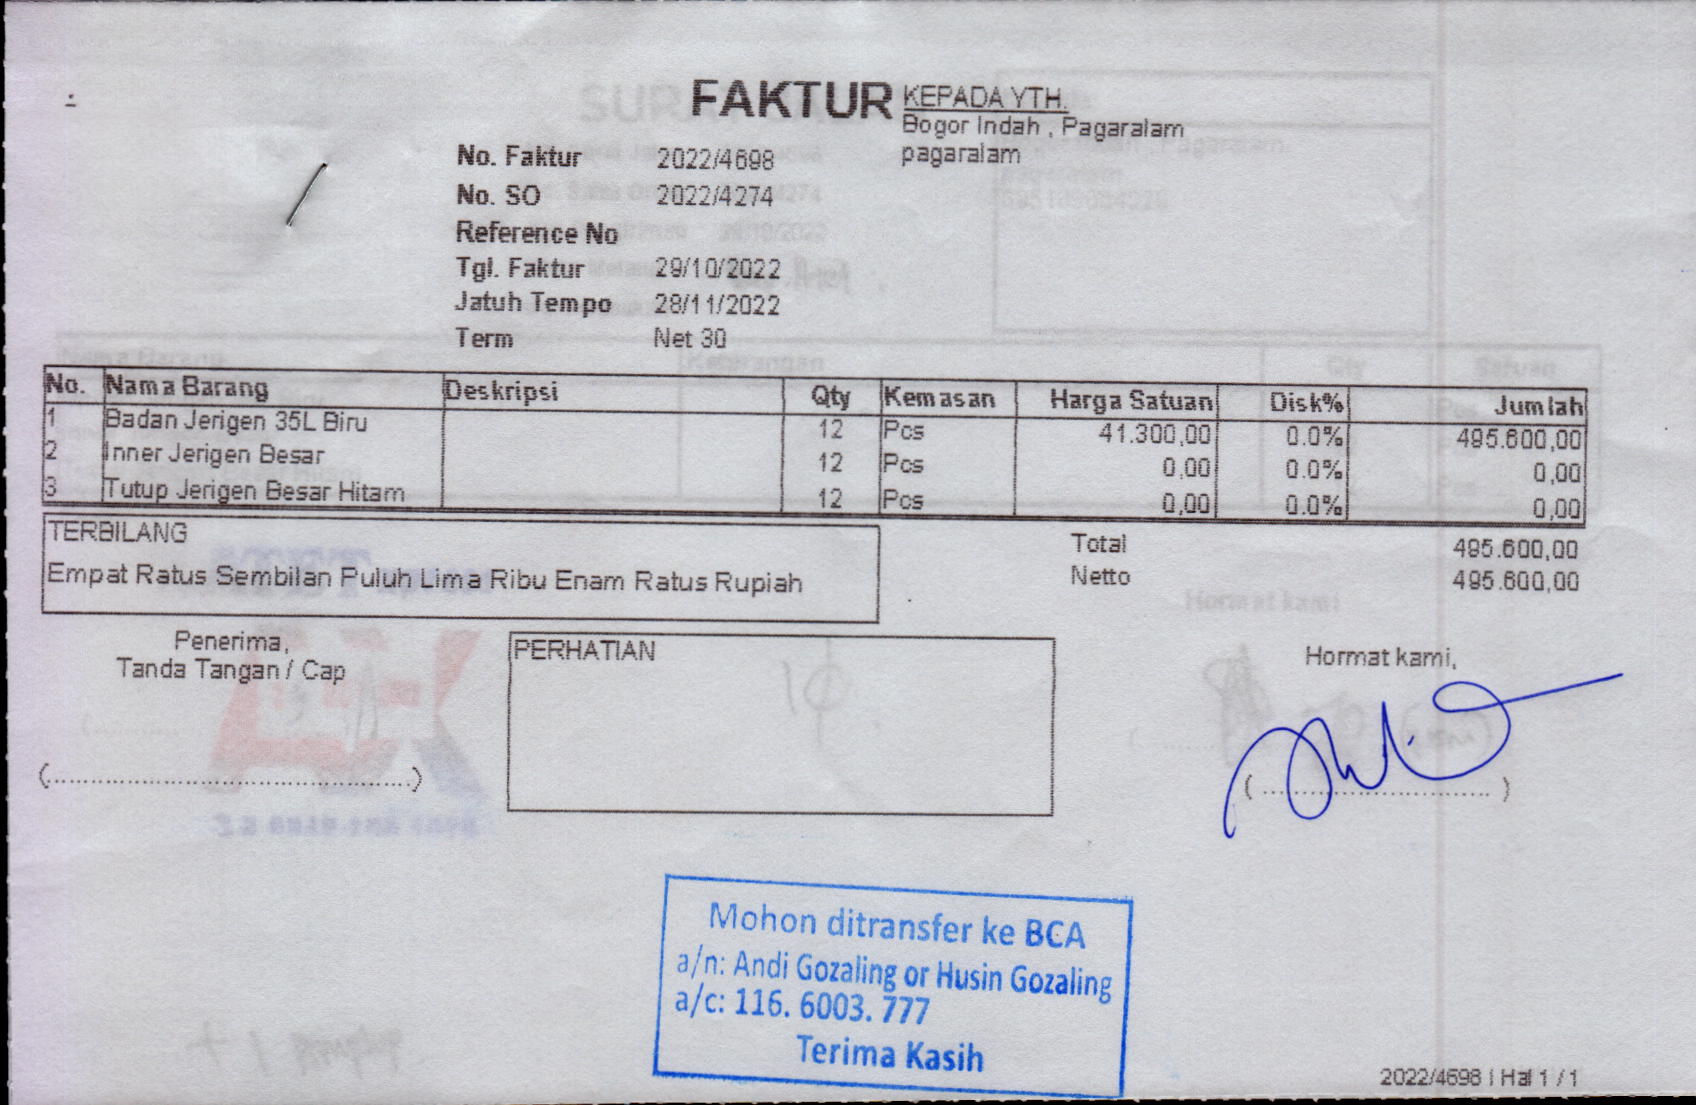 FAKTUR
KEPADA YTH.
Bogor Indah , Pagaralam
pagaralam
No. Faktur 2022/4698
No. SO 2022/4274
Reference No
Tgl. Faktur 29/10/2022
Jatuh Tempo 28/11/2022
Term Net 30
No. Nama Barang Deskripsi Qty Kemasan Harga Satuan Disk% Jumlah
1 Badan Jerigen 35L Biru 12 Pcs 41.300,00 0.0% 495.600,00
2 Inner Jerigen Besar 12 Pcs 0,00 0.0% 0,00
3 Tutup Jerigen Besar Hitam 12 Pcs 0,00 0.0% 0,00
TERBILANG
Empat Ratus Sembilan Puluh Lima Ribu Enam Ratus Rupiah
Total 495.600,00
Netto 495.600,00
Penerima,
Tanda Tangan / Cap
(..........................................)
PERHATIAN
Hormat kami,
(..............................)
Mohon ditransfer ke BCA
a/n: Andi Gozaling or Husin Gozaling
a/c: 116. 6003. 777
Terima Kasih
2022/4698 | Hal 1 / 1